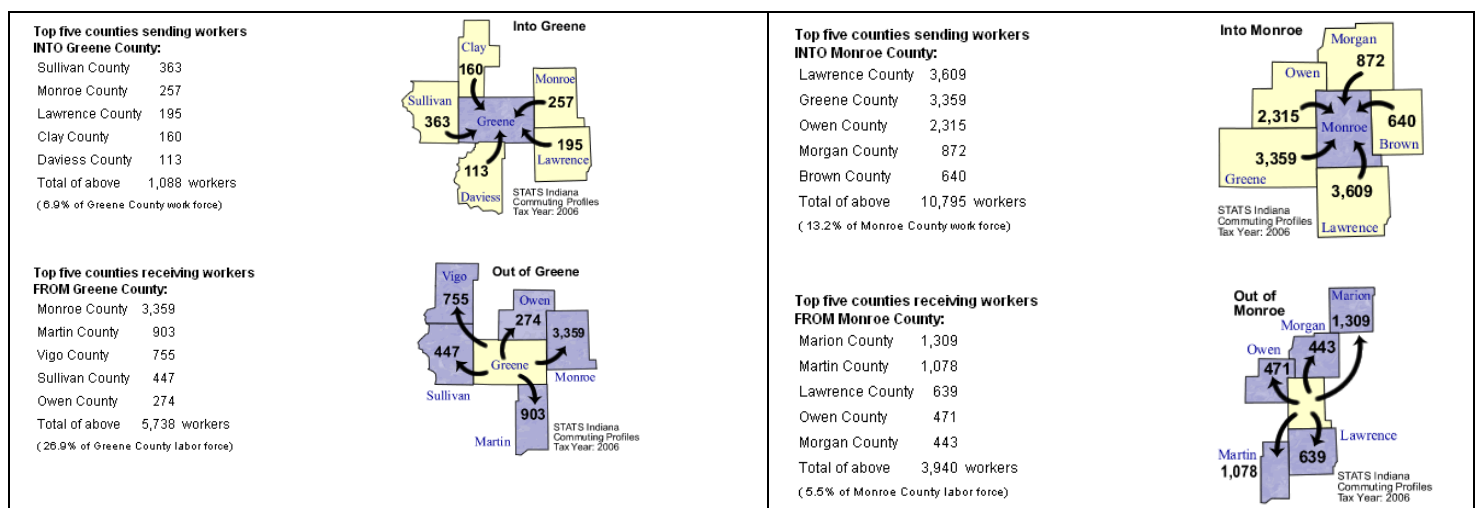 Top five counties sending workers
INTO Greene County:
Sullivan County 363
Monroe County 257
Lawrence County 195
Clay County 160
Daviess County 113
Total of above 1,088 workers
(6.9% of Greene County work force)
Into Greene
Clay
160
Monroe
257
Sullivan
363
Greene
195
Lawrence
113
Daviess
STATS Indiana
Commuting Profiles
Tax Year: 2006
Top five counties receiving workers
FROM Greene County:
Monroe County 3,359
Martin County 903
Vigo County 755
Sullivan County 447
Owen County 274
Total of above 5,738 workers
(26.9% of Greene County labor force)
Out of Greene
Vigo
755
Owen
274
3,359
447
Greene
Monroe
Sullivan
903
Martin
STATS Indiana
Commuting Profiles
Tax Year: 2006
Top five counties sending workers
INTO Monroe County:
Lawrence County 3,609
Greene County 3,359
Owen County 2,315
Morgan County 872
Brown County 640
Total of above 10,795 workers
( 13.2% of Monroe County work force)
Into Monroe
Morgan
872
Owen
2,315
Monroe
640
Brown
3,359
Greene
3,609
Lawrence
STATS Indiana
Commuting Profiles
Tax Year: 2006
Top five counties receiving workers
FROM Monroe County:
Marion County 1,309
Martin County 1,078
Lawrence County 639
Owen County 471
Morgan County 443
Total of above 3,940 workers
( 5.5% of Monroe County labor force)
Out of
Monroe
Marion
1,309
Morgan
443
Owen
471
Lawrence
639
Martin
1,078
STATS Indiana
Commuting Profiles
Tax Year: 2006